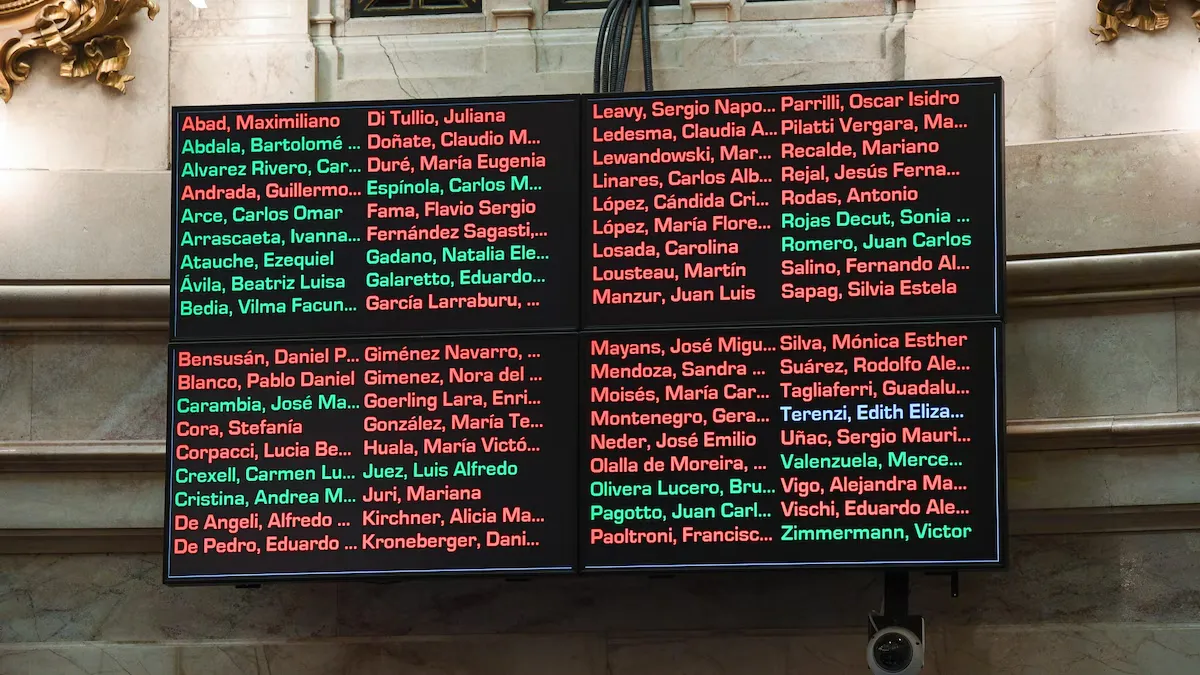 Abad, Maximiliano
Abdala, Bartolomé ...
Alvarez Rivero, Car...
Andrada, Guillermo...
Arce, Carlos Omar
Arrascaeta, Ivanna...
Atauche, Ezequiel
Ávila, Beatriz Luisa
Bedia, Vilma Facun...
Di Tullio, Juliana
Doñate, Claudio M...
Duré, María Eugenia
Espínola, Carlos M...
Fama, Flavio Sergio
Fernández Sagasti,...
Gadano, Natalia Ele...
Galaretto, Eduardo...
García Larraburu, ...
Leavy, Sergio Napo...
Ledesma, Claudia A...
Lewandowski, Mar...
Linares, Carlos Alb...
López, Cándida Cri...
López, María Flore...
Losada, Carolina
Lousteau, Martín
Manzur, Juan Luis
Parrilli, Oscar Isidro
Pilatti Vergara, Ma...
Recalde, Mariano
Rejal, Jesús Ferna...
Rodas, Antonio
Rojas Decut, Sonia ...
Romero, Juan Carlos
Salino, Fernando Al...
Sapag, Silvia Estela
Bensusán, Daniel P...
Blanco, Pablo Daniel
Carambia, José Ma...
Cora, Stefanía
Corpacci, Lucia Be...
Crexell, Carmen Lu...
Cristina, Andrea M...
De Angeli, Alfredo ...
De Pedro, Eduardo ...
Giménez Navarro, ...
Gimenez, Nora del ...
Goerling Lara, Enri...
González, María Te...
Huala, María Victó...
Juez, Luis Alfredo
Juri, Mariana
Kirchner, Alicia Ma...
Kroneberger, Dani...
Mayans, José Migu...
Mendoza, Sandra ...
Moisés, María Car...
Montenegro, Gera...
Neder, José Emilio
Olalla de Moreira, ...
Olivera Lucero, Bru...
Pagotto, Juan Carl...
Paoltroni, Francisc...
Silva, Mónica Esther
Suárez, Rodolfo Ale...
Tagliaferri, Guadalu...
Terenzi, Edith Eliza...
Uñac, Sergio Mauri...
Valenzuela, Merce...
Vigo, Alejandra Ma...
Vischi, Eduardo Ale...
Zimmermann, Victor